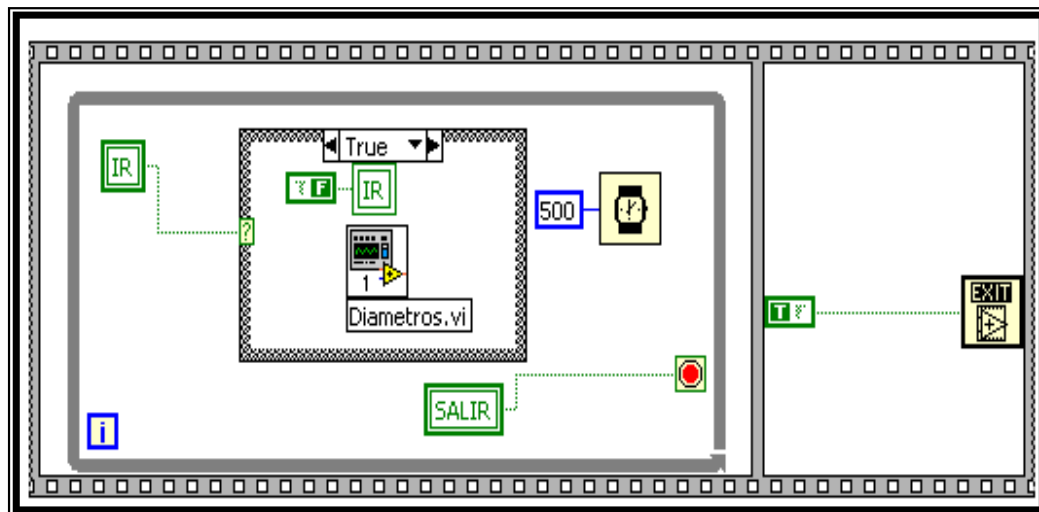 True
IR
F
IR
?
500
1
Diametros.vi
SALIR
i
T
EXIT